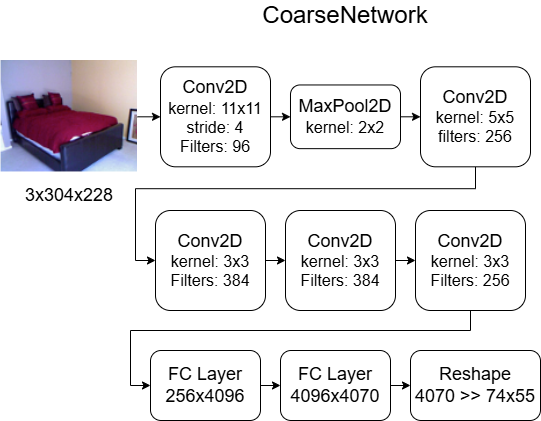 CoarseNetwork
Conv2D
kernel: 11x11
stride: 4
Filters: 96
MaxPool2D
kernel: 2x2
Conv2D
kernel: 5x5
filters: 256
3x304x228
Conv2D
kernel: 3x3
Filters: 384
Conv2D
kernel: 3x3
Filters: 384
Conv2D
kernel: 3x3
Filters: 256
FC Layer
256x4096
FC Layer
4096x4070
Reshape
4070 >> 74x55